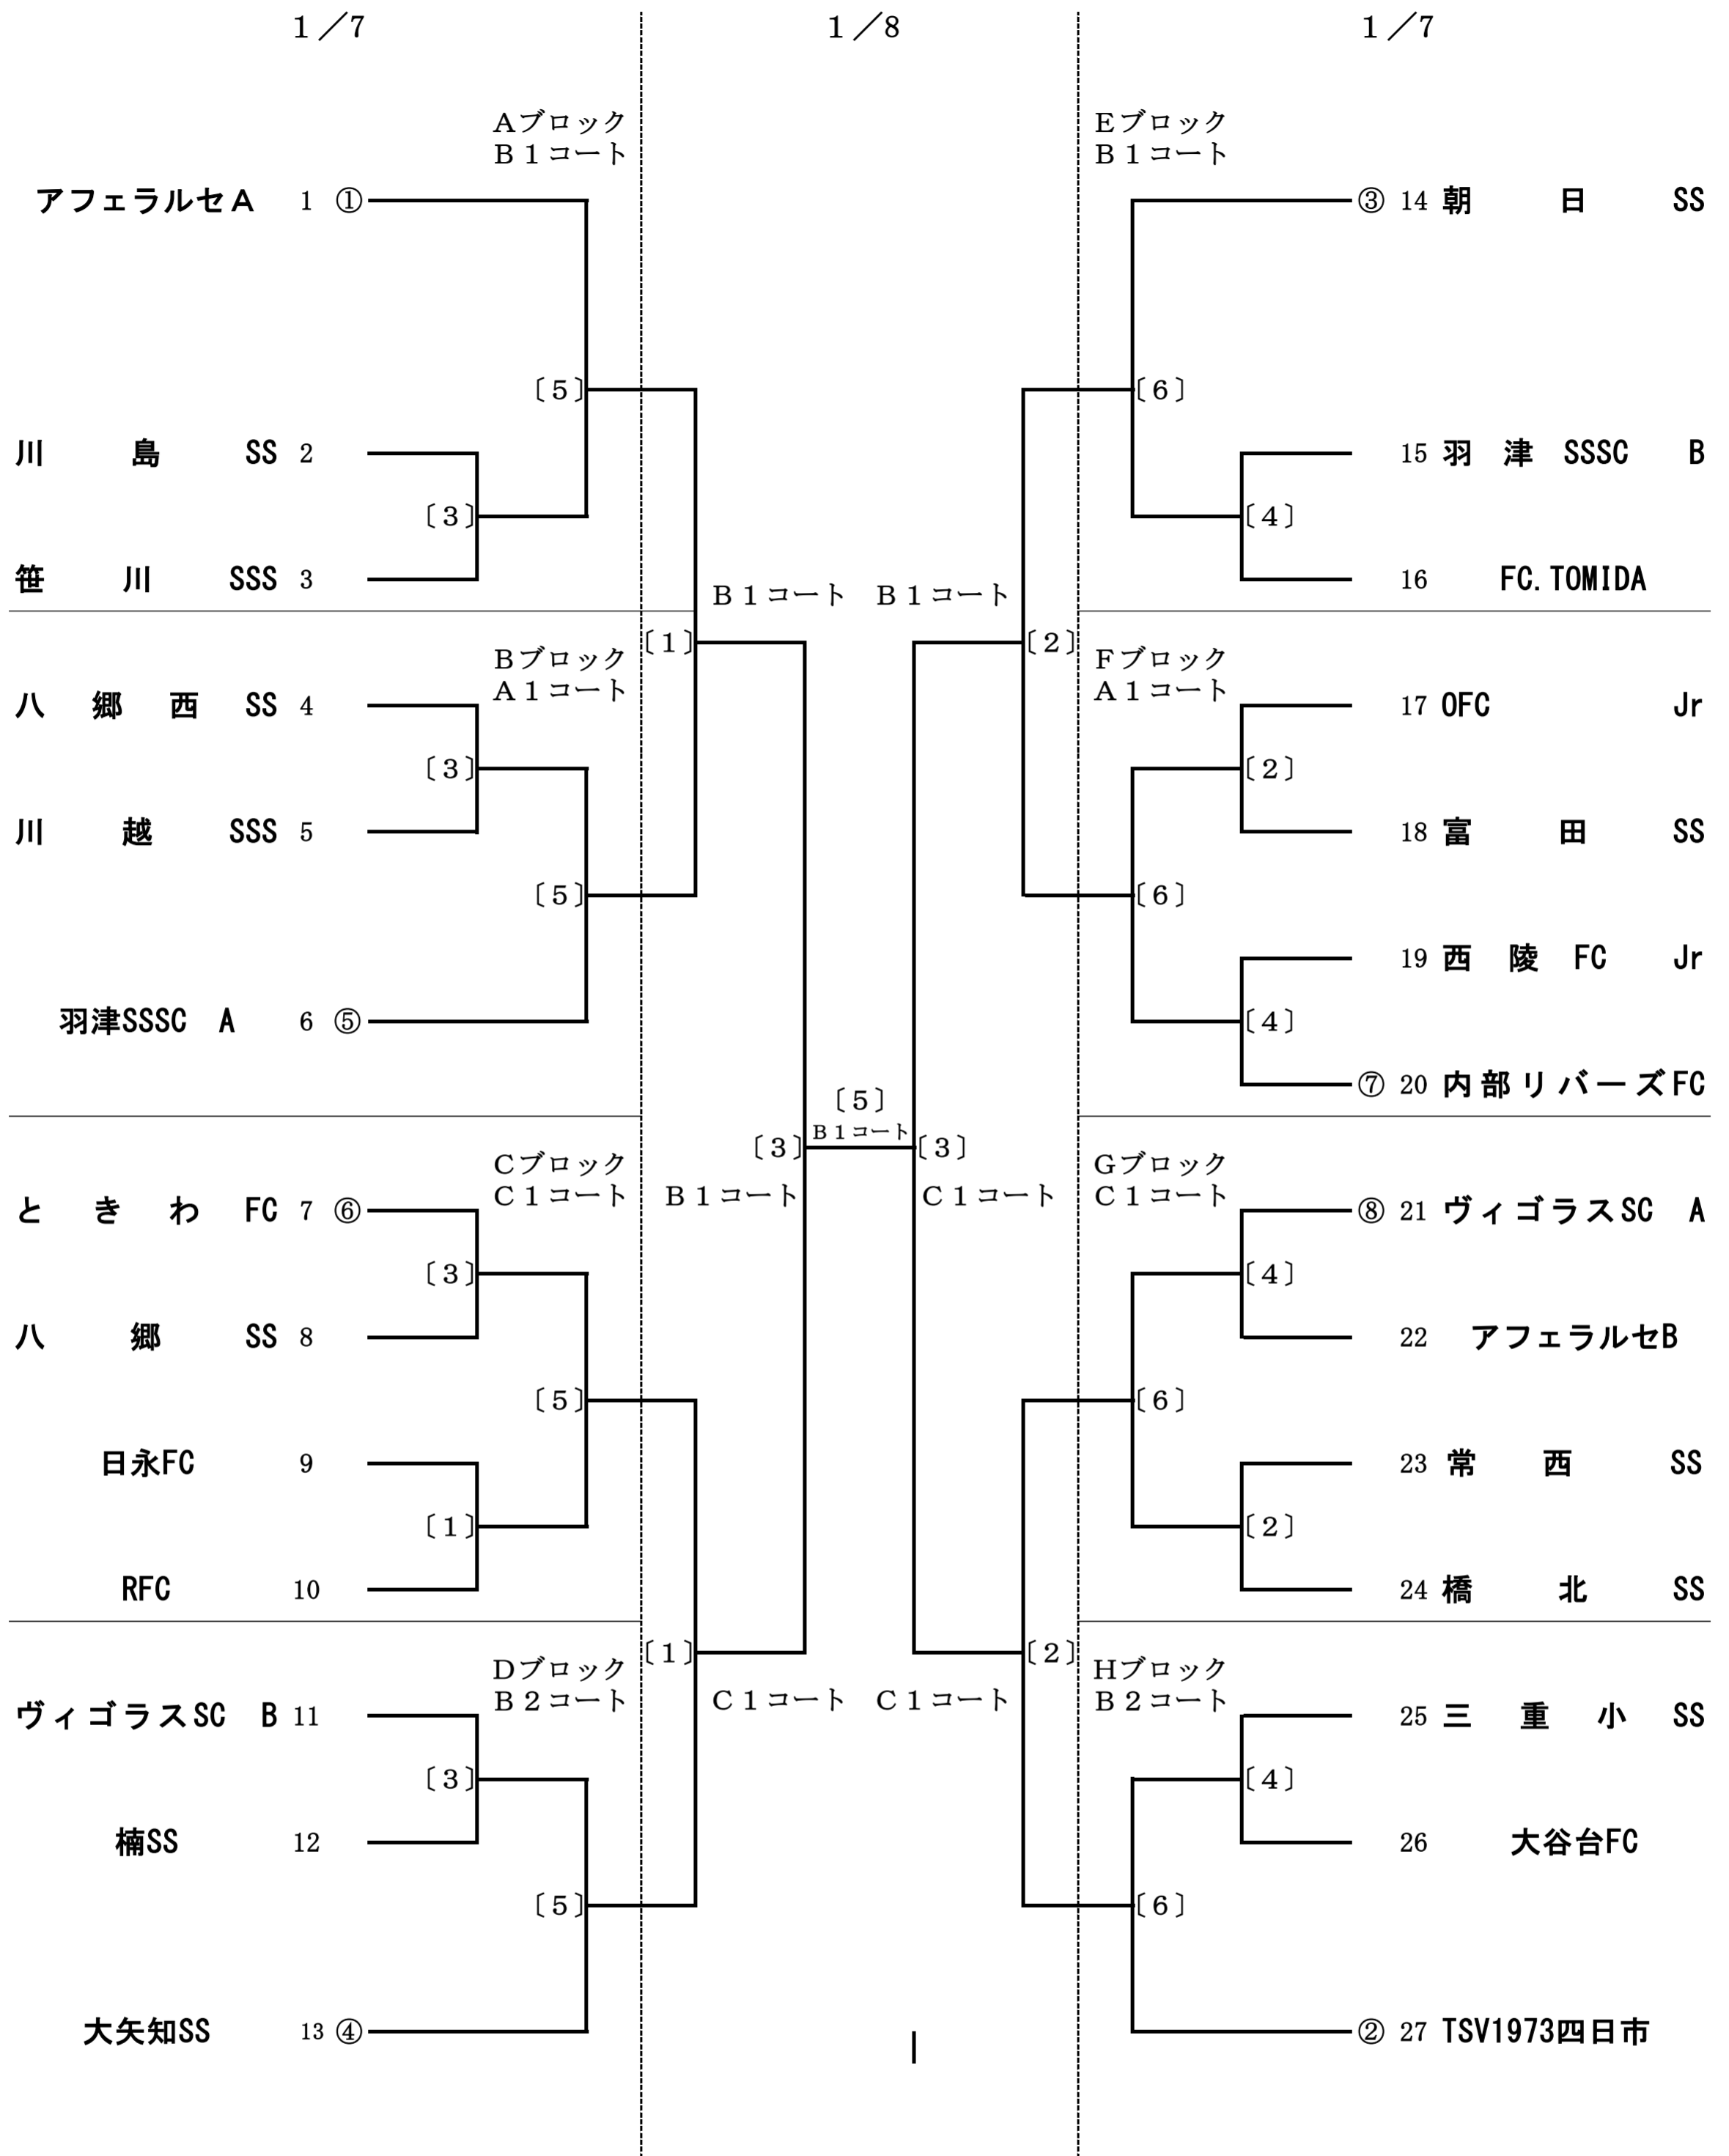 1／7 1／8 1／7
Aブロック
B1コート
アフェラルセA 1 ①
〔5〕
川 島 SS 2
〔3〕
笹 川 SSS 3
Bブロック
A1コート
八 郷 西 SS 4
〔3〕
川 越 SSS 5
〔5〕
羽津SSSC A 6 ⑤
Cブロック
C1コート
と き わ FC 7 ⑥
〔3〕
八 郷 SS 8
〔5〕
日永FC 9
〔1〕
RFC 10
Dブロック
B2コート
ヴィゴラスSC B 11
〔3〕
楠SS 12
〔5〕
大矢知SS 13 ④
B1コート B1コート
〔1〕 〔2〕
〔5〕
B1コート
〔3〕 〔3〕
B1コート C1コート
〔1〕 〔2〕
C1コート C1コート
Eブロック
B1コート
③ 14 朝 日 SS
〔6〕
15 羽 津 SSSC B
〔4〕
16 FC.TOMIDA
Fブロック
A1コート
17 OFC Jr
〔2〕
18 富 田 SS
〔6〕
19 西 陵 FC Jr
〔4〕
⑦ 20 内部リバーズFC
Gブロック
C1コート
⑧ 21 ヴィゴラスSC A
〔4〕
22 アフェラルセB
〔6〕
23 常 西 SS
〔2〕
24 橋 北 SS
Hブロック
B2コート
25 三 重 小 SS
〔4〕
26 大谷台FC
〔6〕
② 27 TSV1973四日市